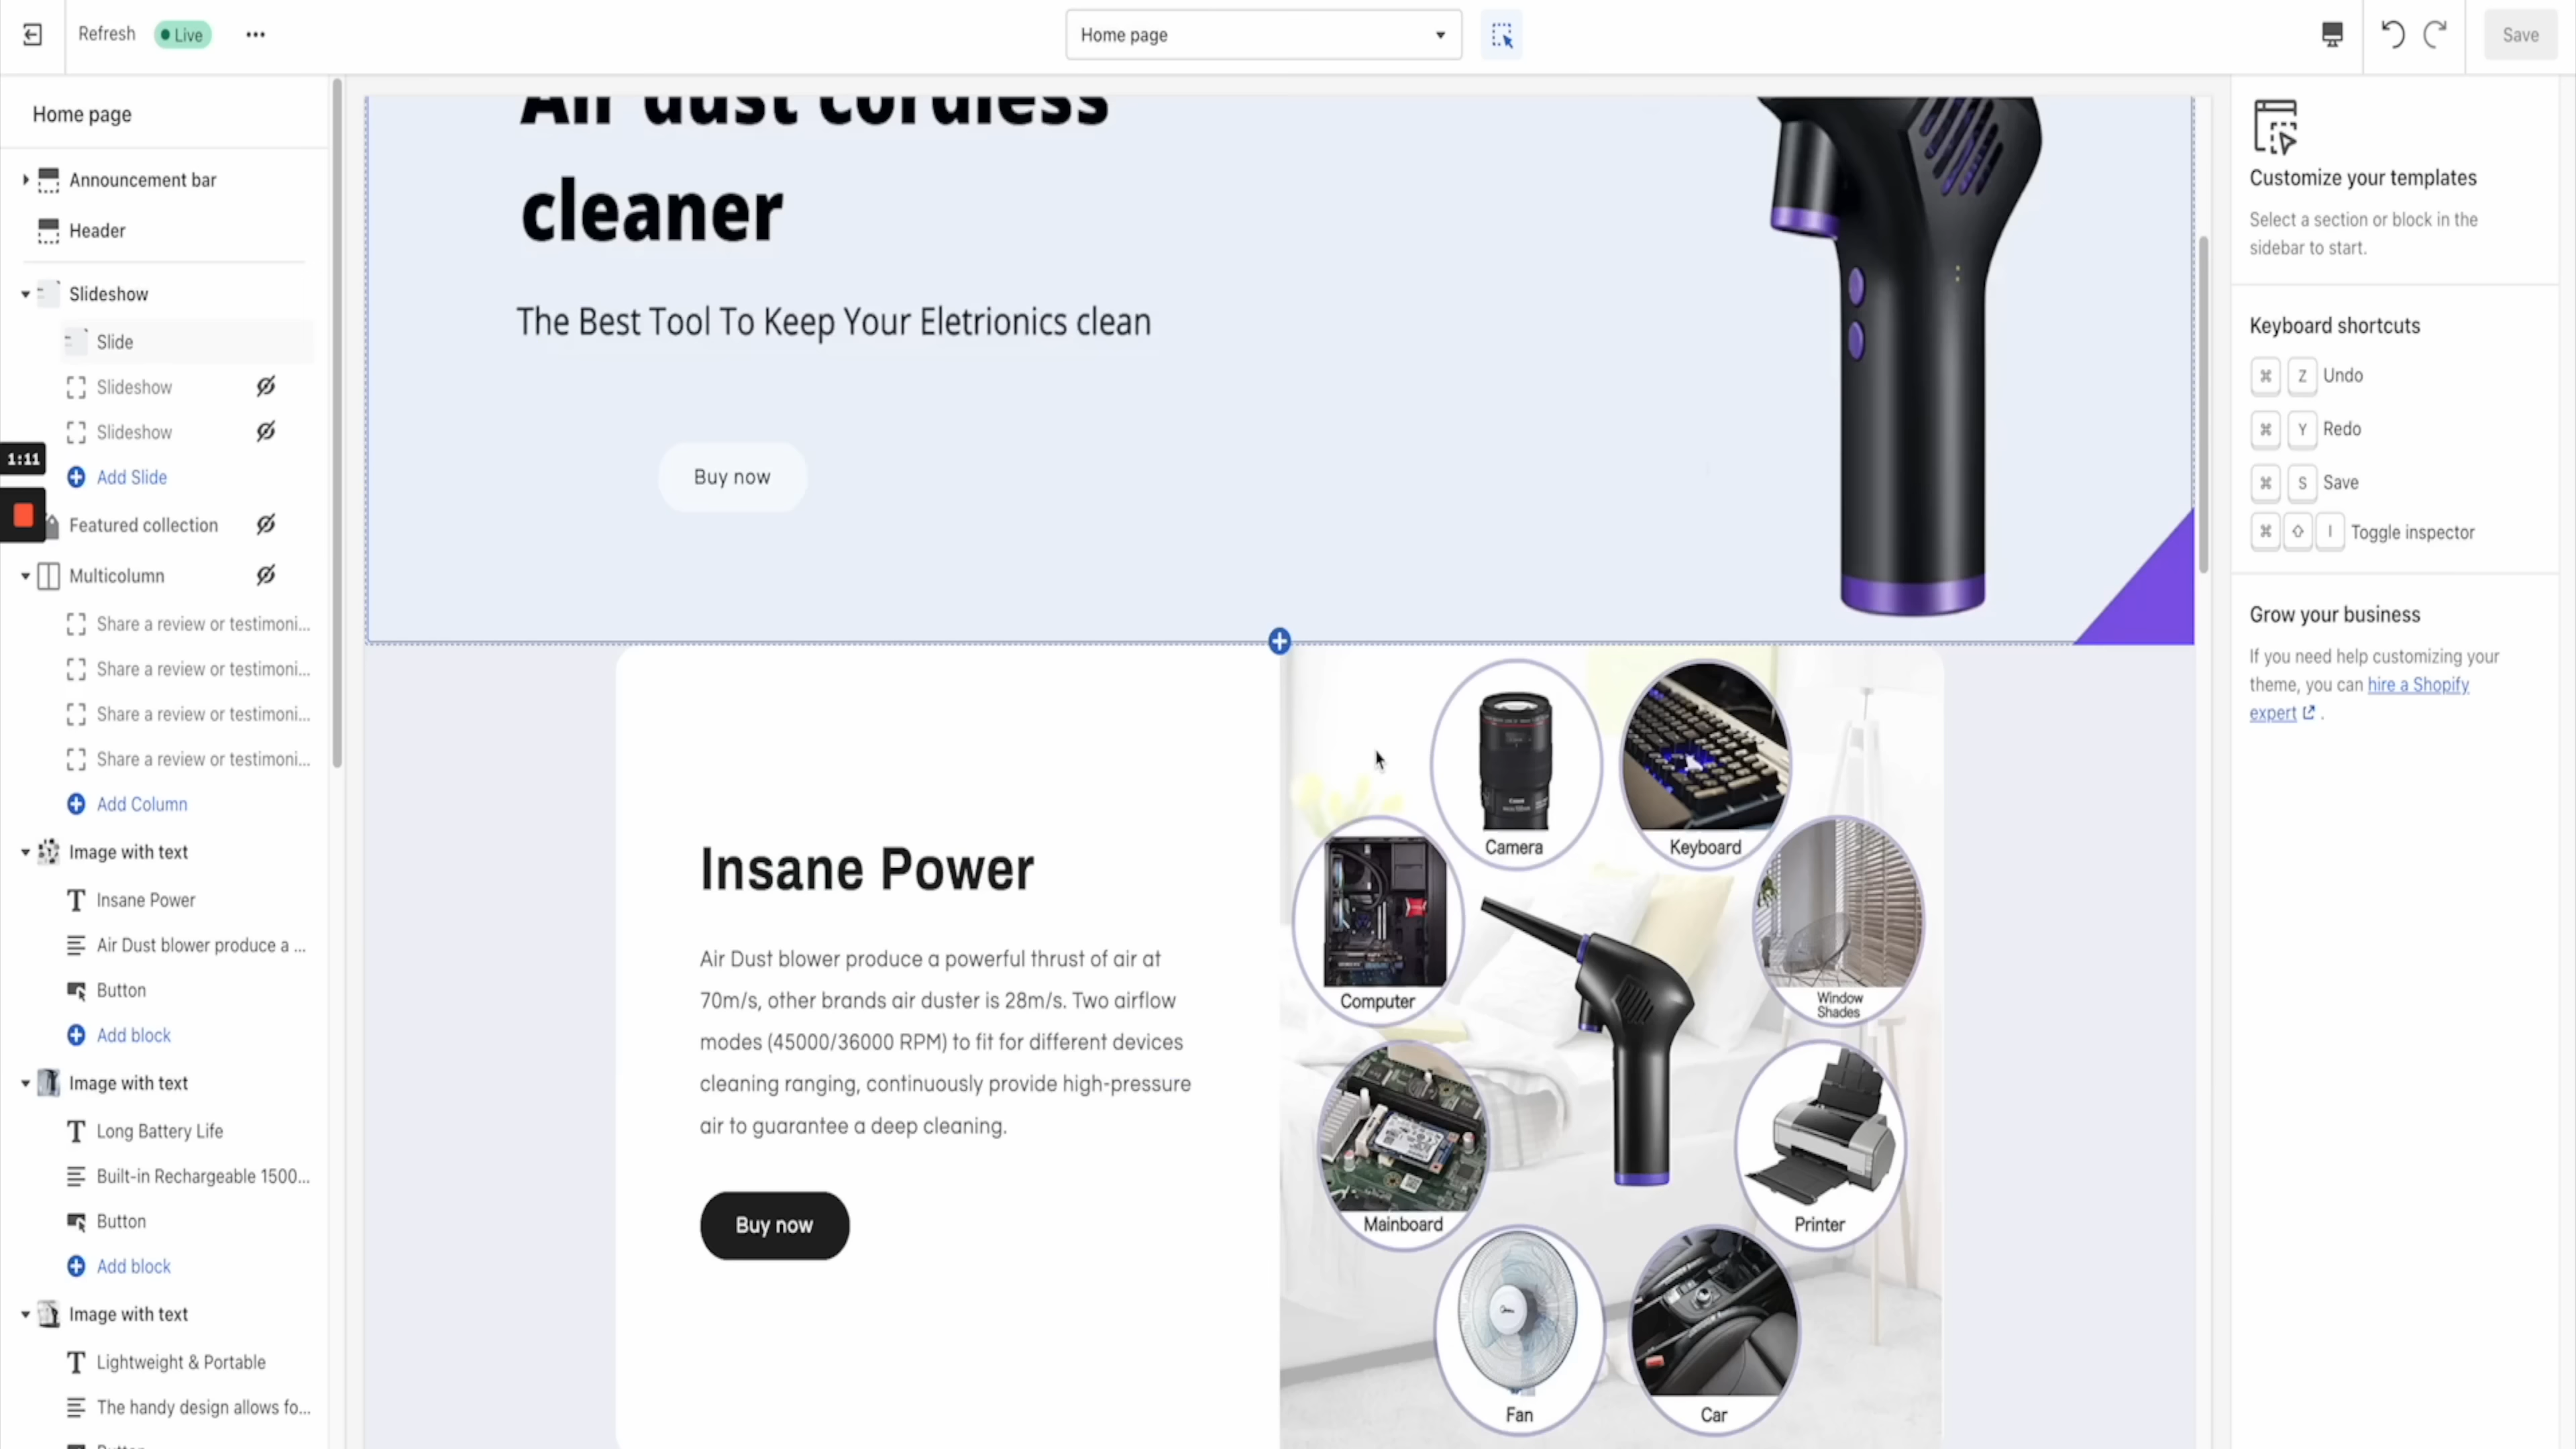 Refresh
Live
Home page
Save
Home page
Announcement bar
Header
Slideshow
Slide
Slideshow
Slideshow
1:11
Add Slide
Featured collection
Multicolumn
Share a review or testimoni...
Share a review or testimoni...
Share a review or testimoni...
Share a review or testimoni...
Add Column
Image with text
Insane Power
Air Dust blower produce a ...
Button
Add block
Image with text
Long Battery Life
Built-in Rechargeable 1500...
Button
Add block
Image with text
Lightweight & Portable
The handy design allows fo...
Air dust cordless
cleaner
The Best Tool To Keep Your Eletrionics clean
Buy now
Insane Power
Air Dust blower produce a powerful thrust of air at
70m/s, other brands air duster is 28m/s. Two airflow
modes (45000/36000 RPM) to fit for different devices
cleaning ranging, continuously provide high-pressure
air to guarantee a deep cleaning.
Buy now
Camera
Keyboard
Computer
Window
Shades
Mainboard
Printer
Fan
Car
Customize your templates
Select a section or block in the
sidebar to start.
Keyboard shortcuts
⌘ Z Undo
⌘ Y Redo
⌘ S Save
⌘ ⇧ I Toggle inspector
Grow your business
If you need help customizing your
theme, you can hire a Shopify
expert .